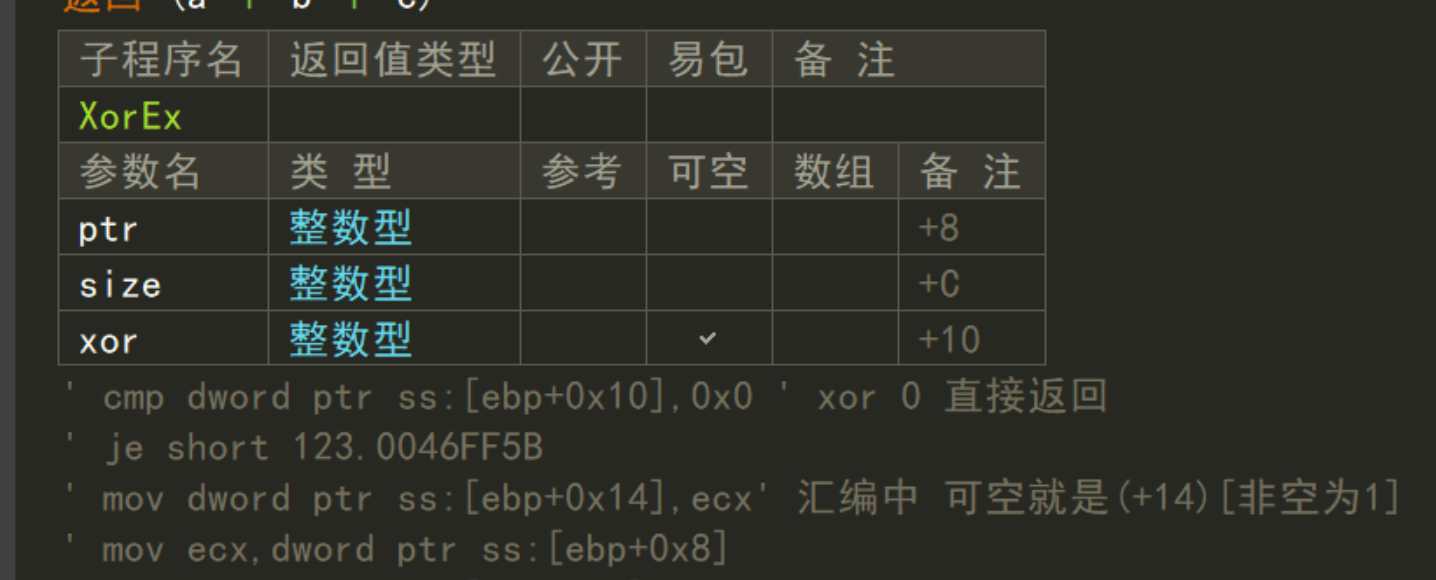 返回 (a + b + c)
子程序名 返回值类型 公开 易包 备 注
XorEx
参数名 类 型 参考 可空 数组 备 注
ptr 整数型 +8
size 整数型 +C
xor 整数型 ✓ +10
' cmp dword ptr ss:[ebp+0x10],0x0 ' xor 0 直接返回
' je short 123.0046FF5B
' mov dword ptr ss:[ebp+0x14],ecx' 汇编中 可空就是(+14)[非空为1]
' mov ecx,dword ptr ss:[ebp+0x8]